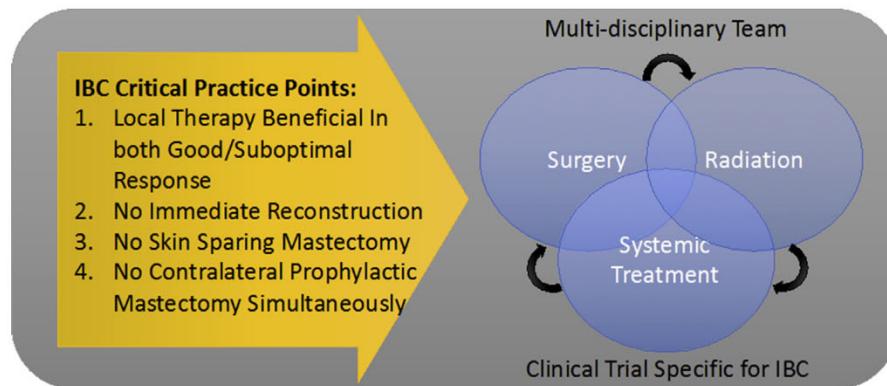 IBC Critical Practice Points:
1. Local Therapy Beneficial In
both Good/Suboptimal
Response
2. No Immediate Reconstruction
3. No Skin Sparing Mastectomy
4. No Contralateral Prophylactic
Mastectomy Simultaneously
Multi-disciplinary Team
Surgery
Radiation
Systemic
Treatment
Clinical Trial Specific for IBC